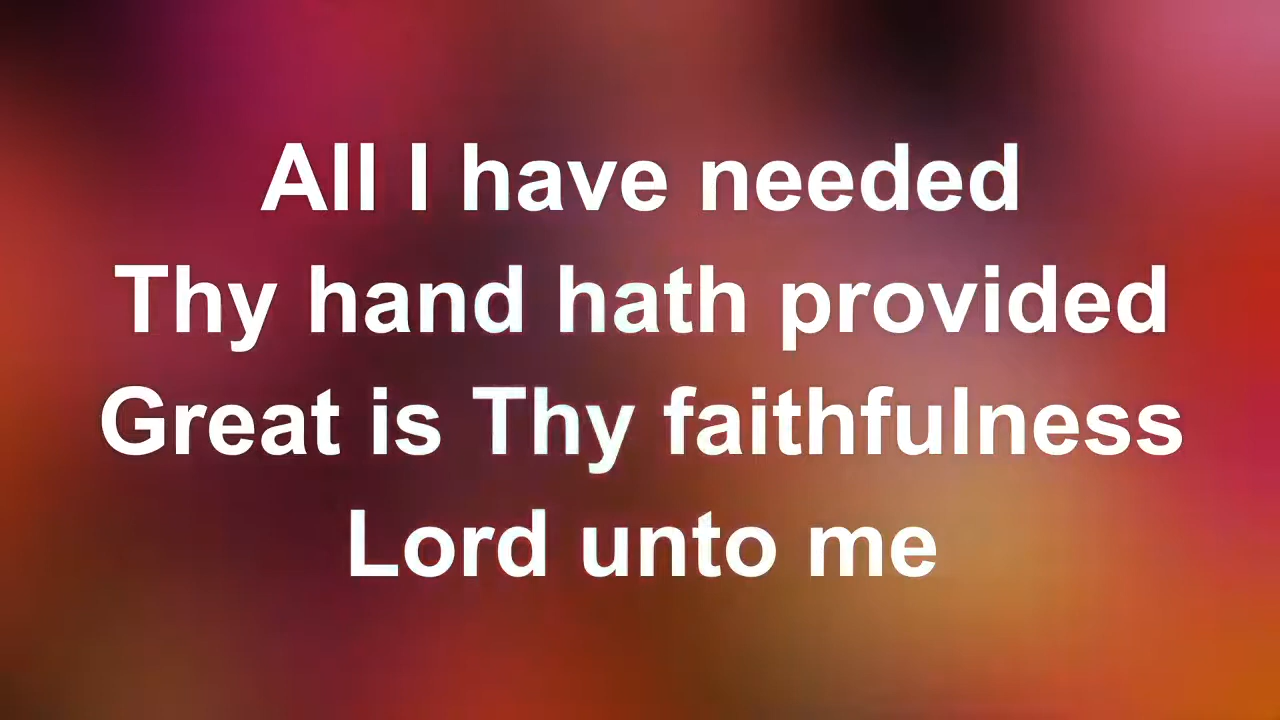 All I have needed
Thy hand hath provided
Great is Thy faithfulness
Lord unto me